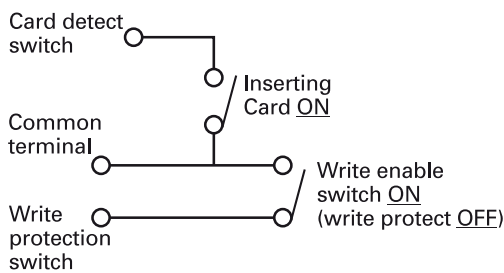 Card detect
switch
Inserting
Card ON
Common
terminal
Write enable
switch ON
(write protect OFF)
Write
protection
switch